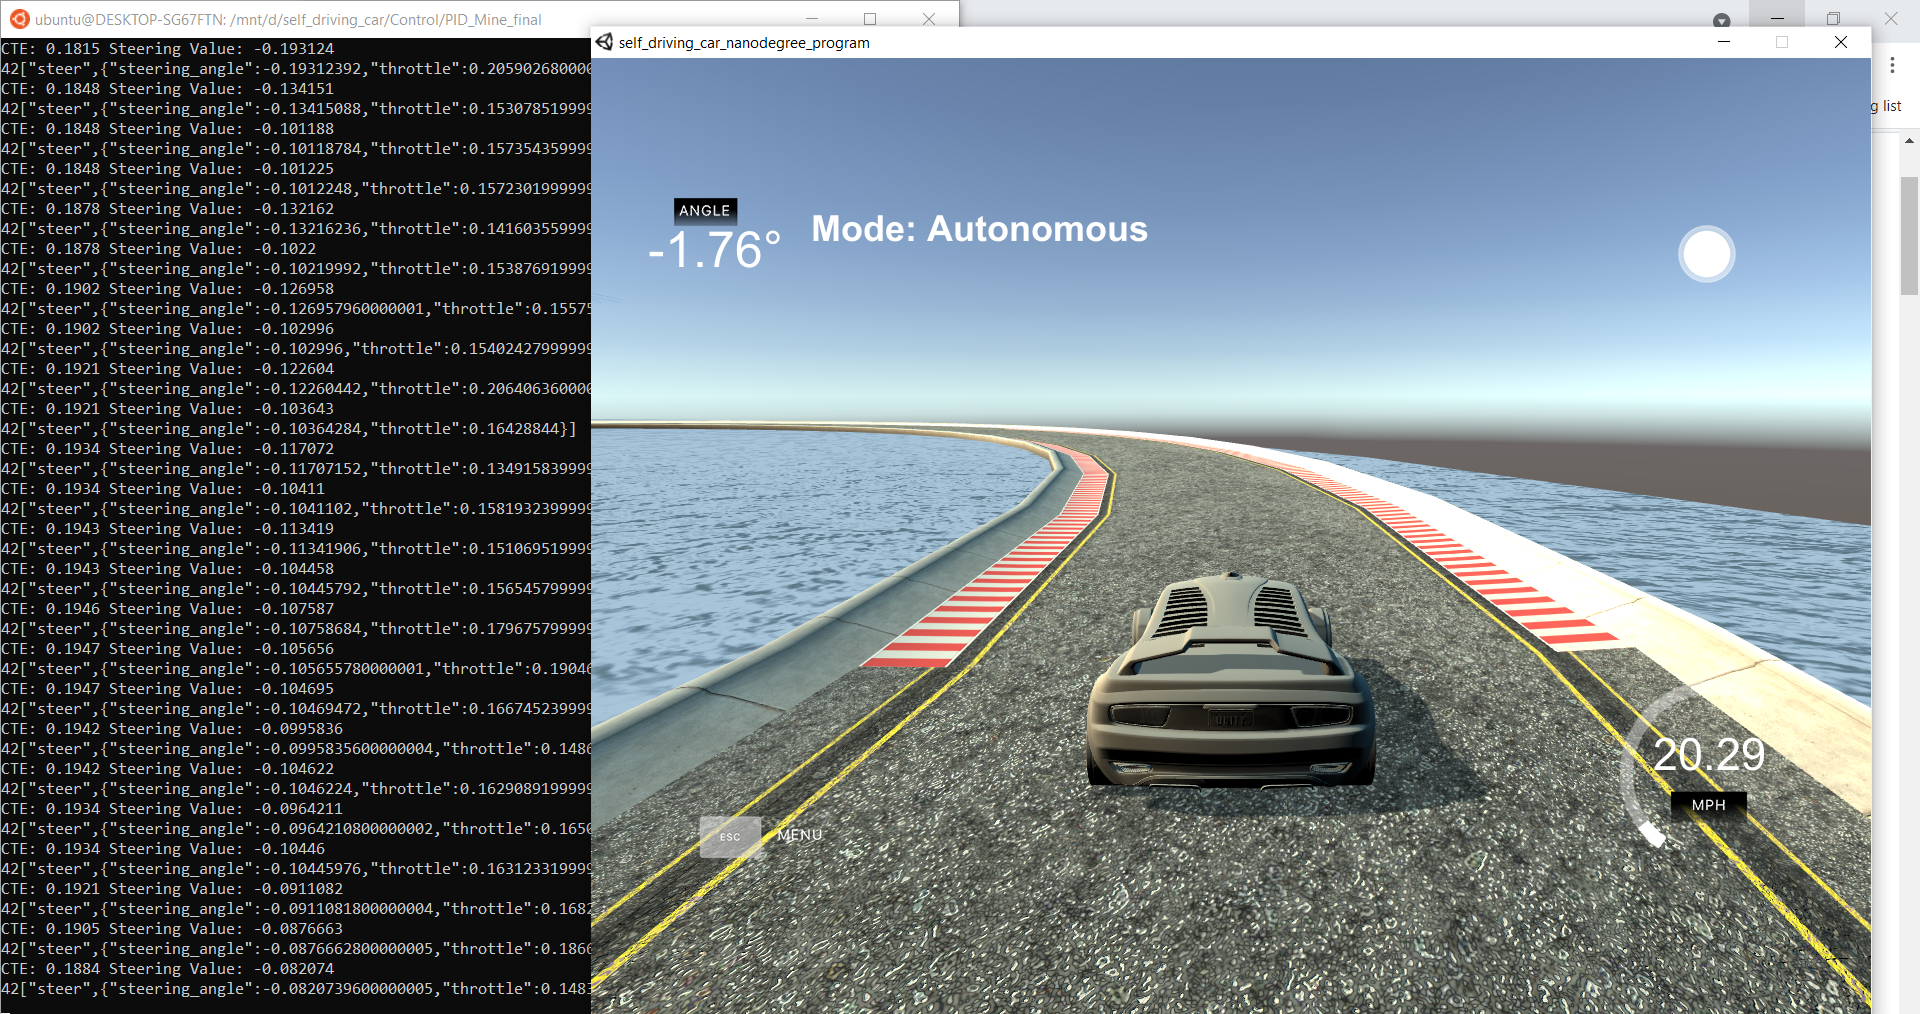 ubuntu@DESKTOP-SG67FTN: /mnt/d/self_driving_car/Control/PID_Mine_final
CTE: 0.1815 Steering Value: -0.193124
42["steer",{"steering_angle":-0.19312392,"throttle":0.205902680000
CTE: 0.1848 Steering Value: -0.134151
42["steer",{"steering_angle":-0.13415088,"throttle":0.153078519999
CTE: 0.1848 Steering Value: -0.101188
42["steer",{"steering_angle":-0.10118784,"throttle":0.157354359999
CTE: 0.1848 Steering Value: -0.101225
42["steer",{"steering_angle":-0.1012248,"throttle":0.1572301999999
CTE: 0.1878 Steering Value: -0.132162
42["steer",{"steering_angle":-0.13216236,"throttle":0.141603559999
CTE: 0.1878 Steering Value: -0.1022
42["steer",{"steering_angle":-0.10219992,"throttle":0.153876919999
CTE: 0.1902 Steering Value: -0.126958
42["steer",{"steering_angle":-0.126957960000001,"throttle":0.15575
CTE: 0.1902 Steering Value: -0.102996
42["steer",{"steering_angle":-0.102996,"throttle":0.15402427999999
CTE: 0.1921 Steering Value: -0.122604
42["steer",{"steering_angle":-0.12260442,"throttle":0.206406360000
CTE: 0.1921 Steering Value: -0.103643
42["steer",{"steering_angle":-0.10364284,"throttle":0.16428844}]
CTE: 0.1934 Steering Value: -0.117072
42["steer",{"steering_angle":-0.11707152,"throttle":0.134915839999
CTE: 0.1934 Steering Value: -0.10411
42["steer",{"steering_angle":-0.1041102,"throttle":0.1581932399999
CTE: 0.1943 Steering Value: -0.113419
42["steer",{"steering_angle":-0.11341906,"throttle":0.151069519999
CTE: 0.1943 Steering Value: -0.104458
42["steer",{"steering_angle":-0.10445792,"throttle":0.156545799999
CTE: 0.1946 Steering Value: -0.107587
42["steer",{"steering_angle":-0.10758684,"throttle":0.179675799999
CTE: 0.1947 Steering Value: -0.105656
42["steer",{"steering_angle":-0.105655780000001,"throttle":0.19046
CTE: 0.1947 Steering Value: -0.104695
42["steer",{"steering_angle":-0.10469472,"throttle":0.166745239999
CTE: 0.1942 Steering Value: -0.0995836
42["steer",{"steering_angle":-0.0995835600000004,"throttle":0.1486
CTE: 0.1942 Steering Value: -0.104622
42["steer",{"steering_angle":-0.1046224,"throttle":0.1629089199999
CTE: 0.1934 Steering Value: -0.0964211
42["steer",{"steering_angle":-0.0964210800000002,"throttle":0.1650
CTE: 0.1934 Steering Value: -0.10446
42["steer",{"steering_angle":-0.10445976,"throttle":0.163123319999
CTE: 0.1921 Steering Value: -0.0911082
42["steer",{"steering_angle":-0.0911081800000004,"throttle":0.1682
CTE: 0.1905 Steering Value: -0.0876663
42["steer",{"steering_angle":-0.0876662800000005,"throttle":0.1866
CTE: 0.1884 Steering Value: -0.082074
42["steer",{"steering_angle":-0.0820739600000005,"throttle":0.1481
self_driving_car_nanodegree_program
g list
ANGLE
-1.76°
Mode: Autonomous
UNITY
20.29
MPH
ESC
MENU